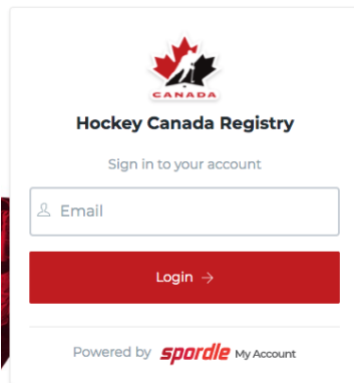 CANADA
Hockey Canada Registry
Sign in to your account
Email
Login →
Powered by spordle My Account